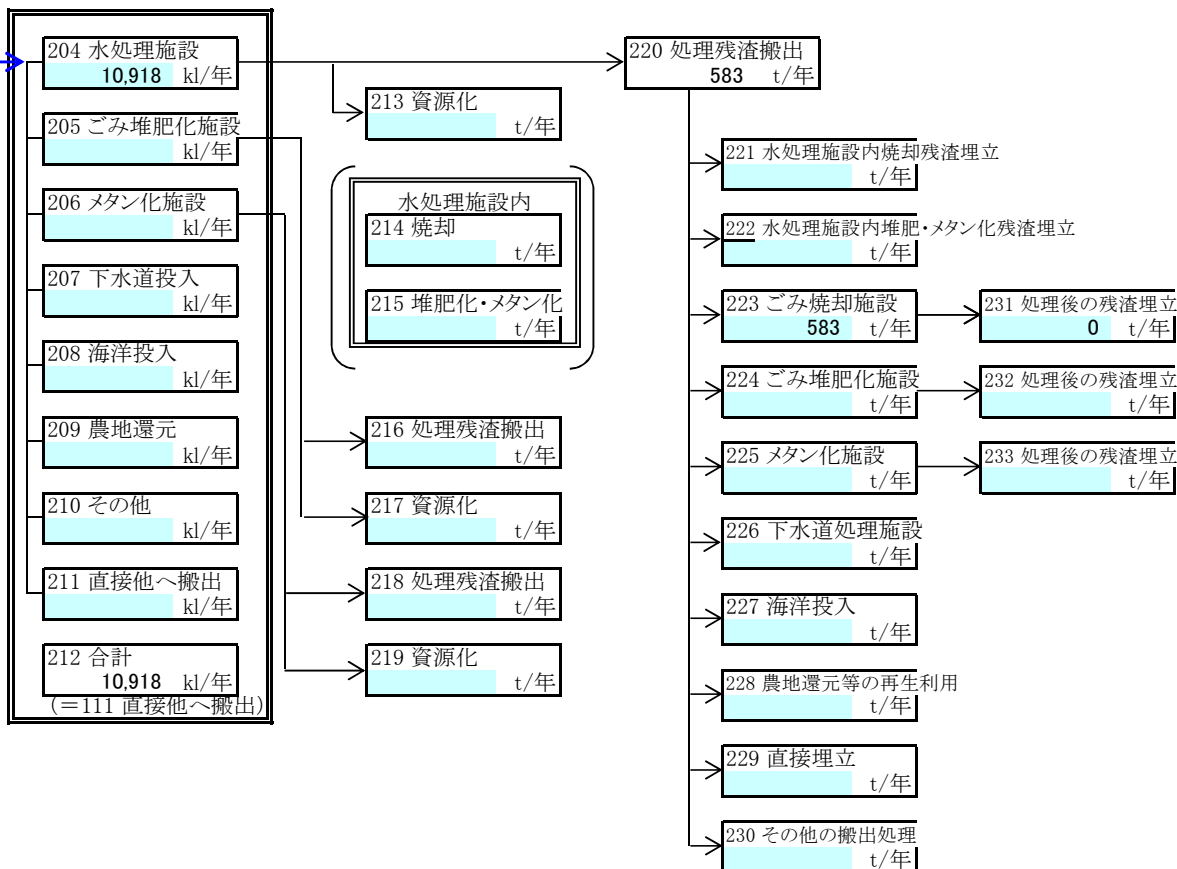 204 水処理施設
10,918 kl/年
205 ごみ堆肥化施設
kl/年
206 メタン化施設
kl/年
207 下水道投入
kl/年
208 海洋投入
kl/年
209 農地還元
kl/年
210 その他
kl/年
211 直接他へ搬出
kl/年
212 合計
10,918 kl/年
(＝111 直接他へ搬出)
213 資源化
t/年
水処理施設内
214 焼却
t/年
215 堆肥化・メタン化
t/年
216 処理残渣搬出
t/年
217 資源化
t/年
218 処理残渣搬出
t/年
219 資源化
t/年
220 処理残渣搬出
583 t/年
221 水処理施設内焼却残渣埋立
t/年
222 水処理施設内堆肥・メタン化残渣埋立
t/年
223 ごみ焼却施設
583 t/年
224 ごみ堆肥化施設
t/年
225 メタン化施設
t/年
226 下水道処理施設
t/年
227 海洋投入
t/年
228 農地還元等の再生利用
t/年
229 直接埋立
t/年
230 その他の搬出処理
t/年
231 処理後の残渣埋立
0 t/年
232 処理後の残渣埋立
t/年
233 処理後の残渣埋立
t/年